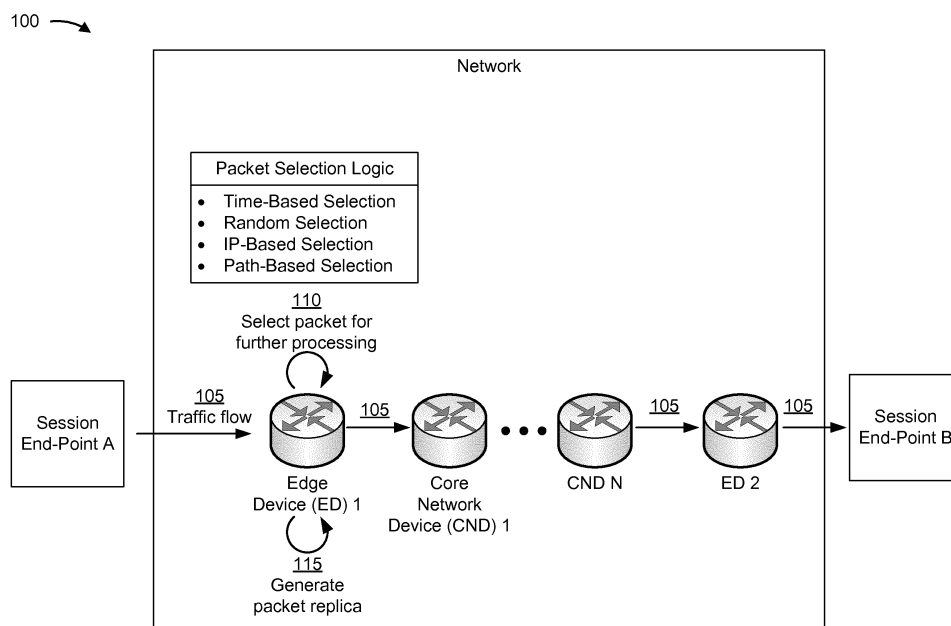 100
Network
Packet Selection Logic
• Time-Based Selection
• Random Selection
• IP-Based Selection
• Path-Based Selection
110
Select packet for
further processing
Session
End-Point A
105
Traffic flow
105
105
105
Session
End-Point B
Edge
Device (ED) 1
Core
Network
Device (CND) 1
CND N
ED 2
115
Generate
packet replica